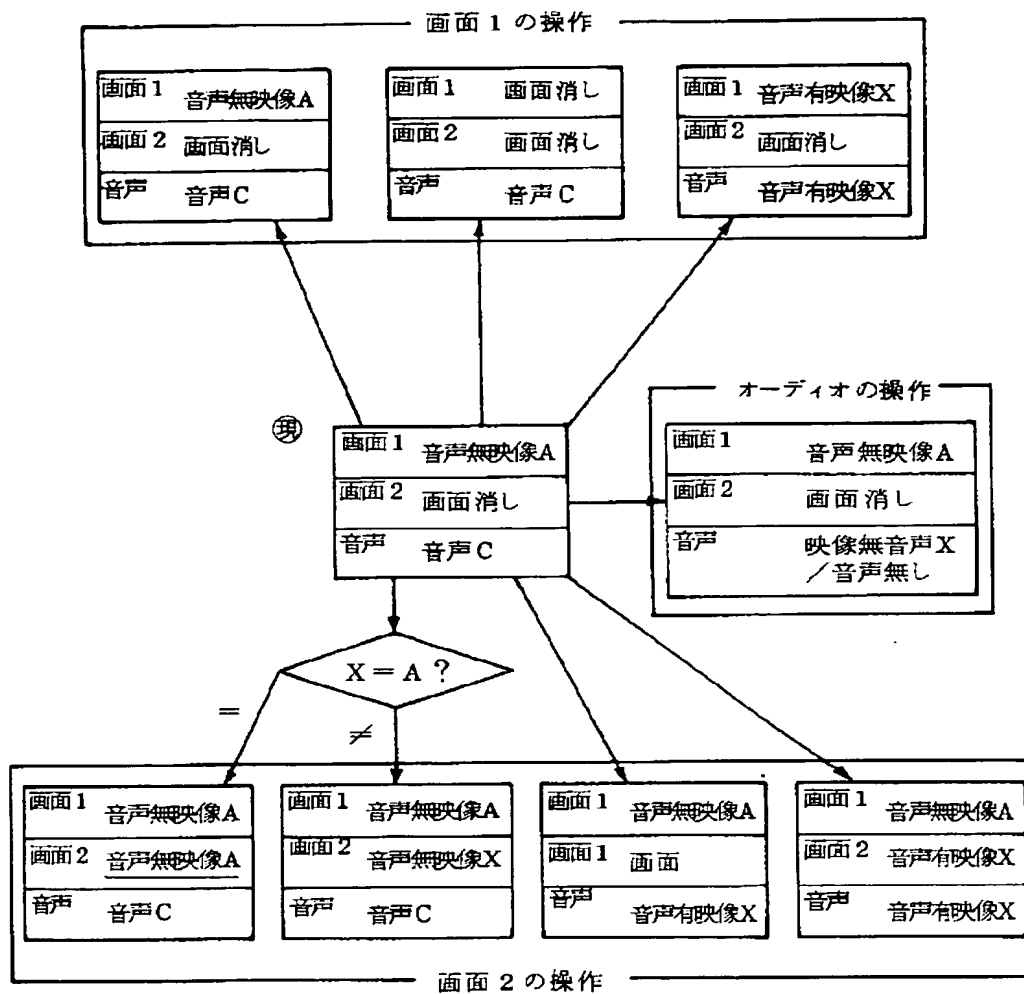 画面1の操作
画面1 音声無映像A
画面2 画面消し
音声 音声C
画面1 画面消し
画面2 画面消し
音声 音声C
画面1 音声有映像X
画面2 画面消し
音声 音声有映像X
現
画面1 音声無映像A
画面2 画面消し
音声 音声C
オーディオの操作
画面1 音声無映像A
画面2 画面消し
音声 映像無音声X
／音声無し
X＝A？
＝
≠
画面1 音声無映像A
画面2 音声無映像A
音声 音声C
画面1 音声無映像A
画面2 音声無映像X
音声 音声C
画面1 音声無映像A
画面1 画面
音声 音声有映像X
画面1 音声無映像A
画面2 音声有映像X
音声 音声有映像X
画面2の操作